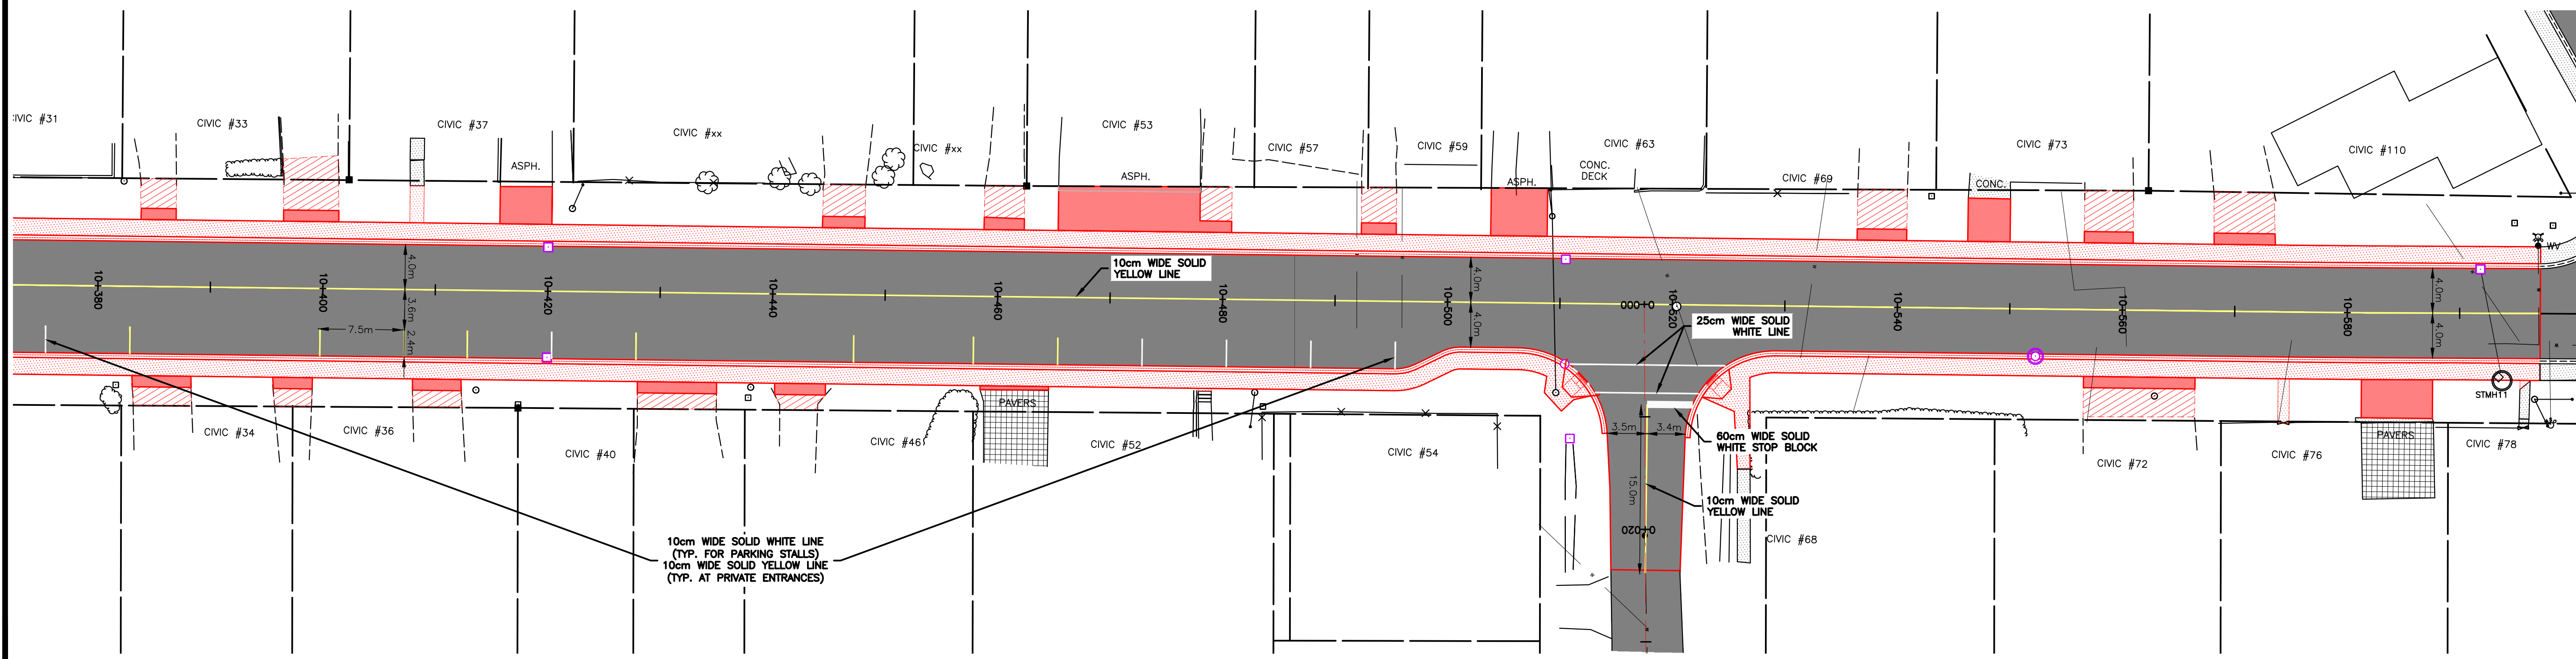 CIVIC #31
CIVIC #33
CIVIC #37
ASPH.
CIVIC #xx
CIVIC #xx
CIVIC #53
ASPH.
CIVIC #57
CIVIC #59
ASPH.
CONC.
DECK
CIVIC #63
CIVIC #69
CONC.
CIVIC #73
CIVIC #110
WV
10cm WIDE SOLID
YELLOW LINE
4.0m
3.6m
2.4m
7.5m
10+380
10+400
10+420
10+440
10+460
10+480
10+500
10+520
10+540
10+560
10+580
4.0m
4.0m
0+000
4.0m
4.0m
25cm WIDE SOLID
WHITE LINE
PAVERS
CIVIC #34
CIVIC #36
CIVIC #40
CIVIC #46
CIVIC #52
CIVIC #54
3.5m
3.4m
15.0m
0+020
60cm WIDE SOLID
WHITE STOP BLOCK
10cm WIDE SOLID
YELLOW LINE
CIVIC #68
CIVIC #72
CIVIC #76
PAVERS
CIVIC #78
STMH11
10cm WIDE SOLID WHITE LINE
(TYP. FOR PARKING STALLS)
10cm WIDE SOLID YELLOW LINE
(TYP. AT PRIVATE ENTRANCES)